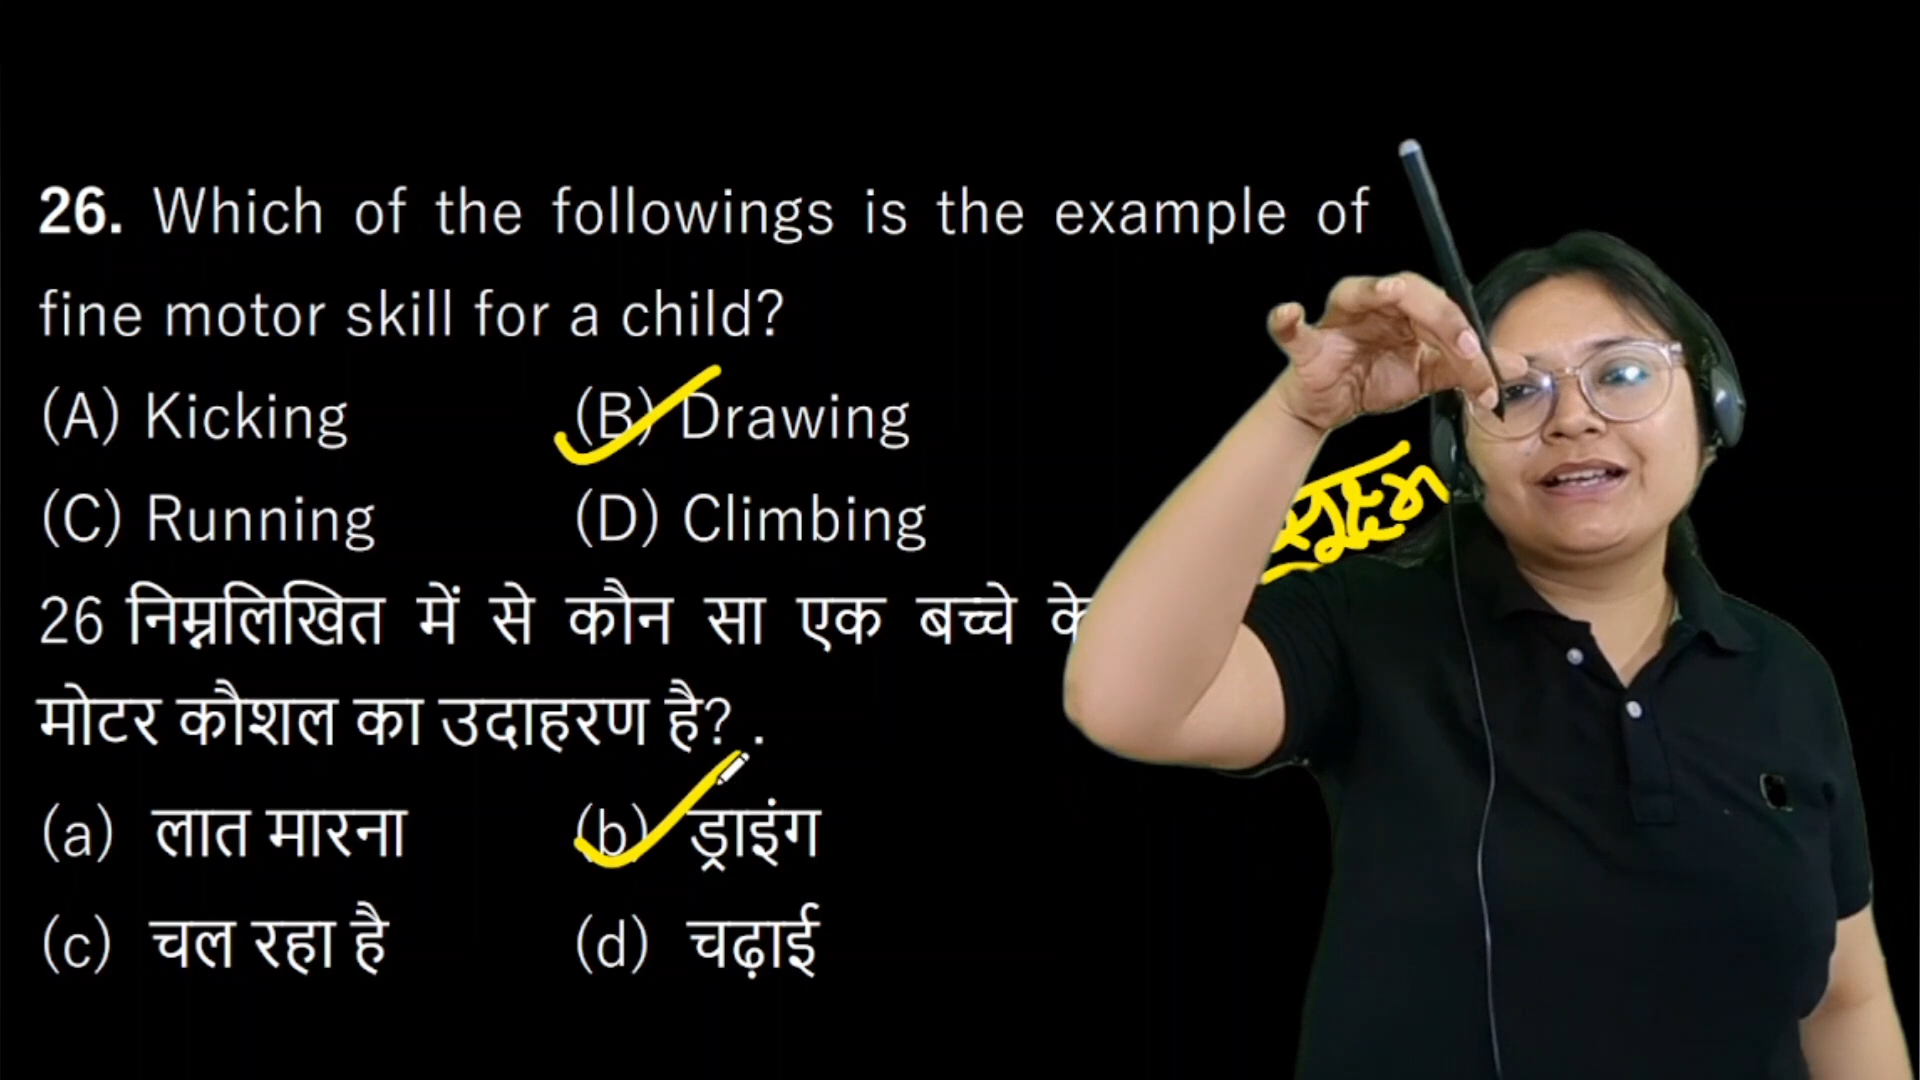 26. Which of the followings is the example of
fine motor skill for a child?
(A) Kicking (B) Drawing
(C) Running (D) Climbing
26 निम्नलिखित में से कौन सा एक बच्चे के
मोटर कौशल का उदाहरण है? .
(a) लात मारना (b) ड्राइंग
(c) चल रहा है (d) चढ़ाई